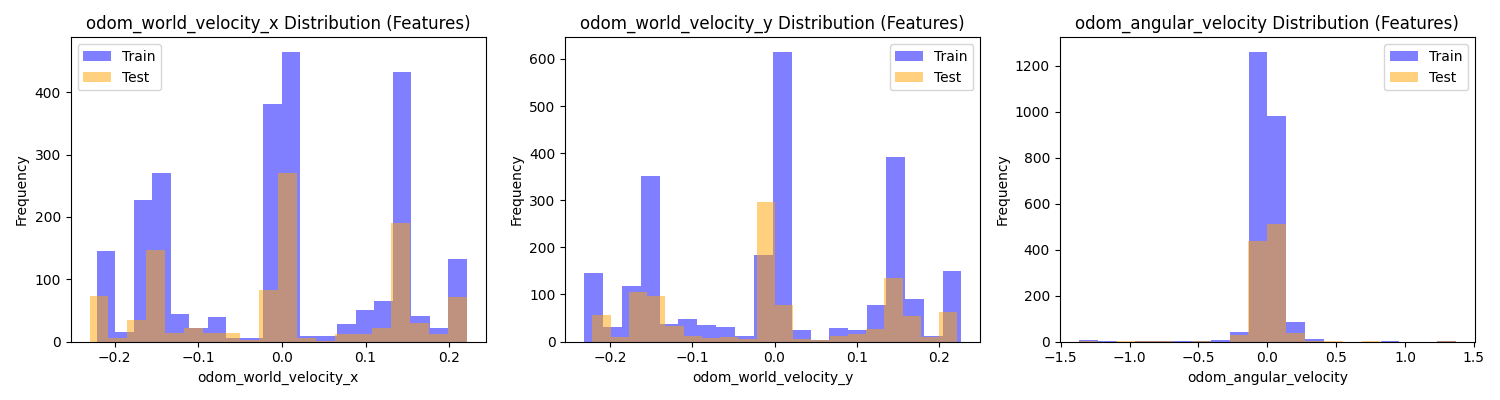 odom_world_velocity_x Distribution (Features)
Train
Test
Frequency
400
300
200
100
0
−0.2
−0.1
0.0
0.1
0.2
odom_world_velocity_x
odom_world_velocity_y Distribution (Features)
Train
Test
Frequency
600
500
400
300
200
100
0
−0.2
−0.1
0.0
0.1
0.2
odom_world_velocity_y
odom_angular_velocity Distribution (Features)
Train
Test
Frequency
1200
1000
800
600
400
200
0
−1.5
−1.0
−0.5
0.0
0.5
1.0
1.5
odom_angular_velocity